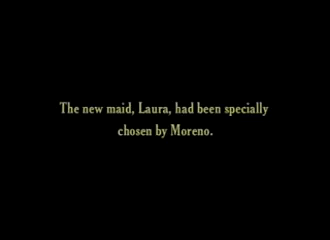 The new maid, Laura, had been specially
chosen by Moreno.